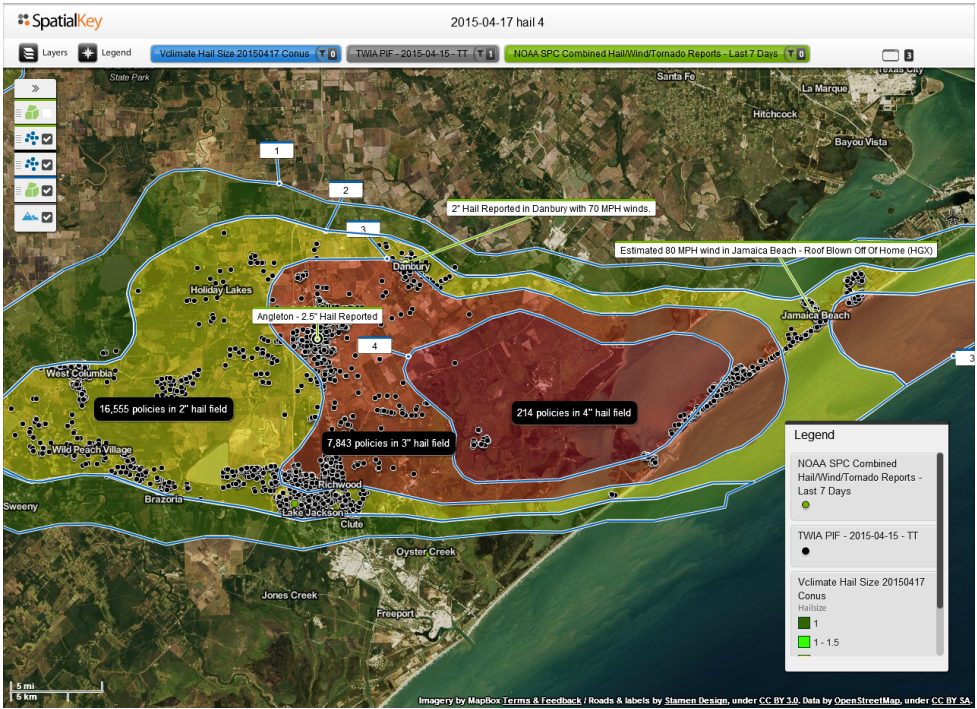 SpatialKey
2015-04-17 hail 4
Layers
Legend
Vclimate Hail Size 20150417 Conus
0
TWIA PIF - 2015-04-15 - TT
1
NOAA SPC Combined Hail/Wind/Tornado Reports - Last 7 Days
0
3
State Park
Santa Fe
Texas City
La Marque
Hitchcock
Bayou Vista
1
2
3
2" Hail Reported in Danbury with 70 MPH winds.
Estimated 80 MPH wind in Jamaica Beach - Roof Blown Off Of Home (HGX)
Danbury
Holiday Lakes
Angleton - 2.5" Hail Reported
Jamaica Beach
4
3
West Columbia
16,555 policies in 2" hail field
214 policies in 4" hail field
7,843 policies in 3" hail field
Wild Peach Village
Richwood
Brazoria
Sweeny
Lake Jackson
Clute
Oyster Creek
Jones Creek
Freeport
Legend
NOAA SPC Combined
Hail/Wind/Tornado Reports -
Last 7 Days
TWIA PIF - 2015-04-15 - TT
Vclimate Hail Size 20150417
Conus
Hailsize
1
1 - 1.5
5 mi
5 km
Imagery by MapBox Terms & Feedback / Roads & labels by Stamen Design, under CC BY 3.0. Data by OpenStreetMap, under CC BY SA.